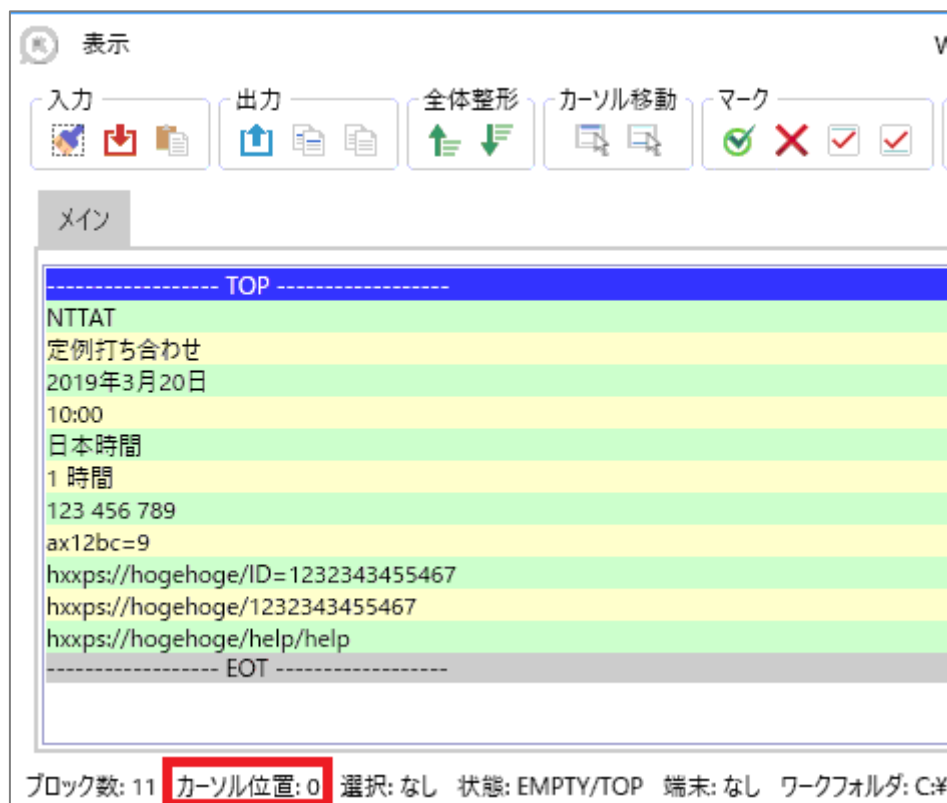 表示
入力 出力 全体整形 カーソル移動 マーク
メイン
------------------ TOP ------------------
NTTAT
定例打ち合わせ
2019年3月20日
10:00
日本時間
1 時間
123 456 789
ax12bc=9
hxxps://hogehoge/ID=1232343455467
hxxps://hogehoge/1232343455467
hxxps://hogehoge/help/help
------------------ EOT ------------------
ブロック数: 11 カーソル位置: 0 選択: なし 状態: EMPTY/TOP 端末: なし ワークフォルダ: C:¥